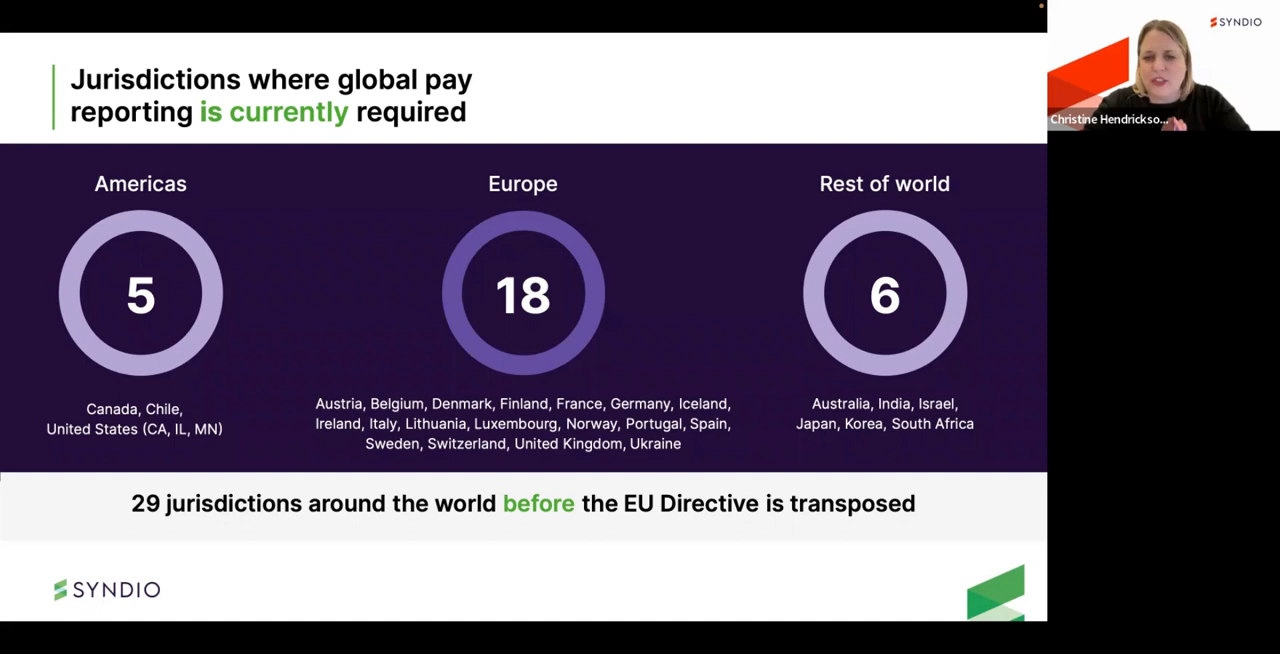 Jurisdictions where global pay
reporting is currently required
Americas
5
Canada, Chile,
United States (CA, IL, MN)
Europe
18
Austria, Belgium, Denmark, Finland, France, Germany, Iceland,
Ireland, Italy, Lithuania, Luxembourg, Norway, Portugal, Spain,
Sweden, Switzerland, United Kingdom, Ukraine
Rest of world
6
Australia, India, Israel,
Japan, Korea, South Africa
29 jurisdictions around the world before the EU Directive is transposed
SYNDIO
SYNDIO
Christine Hendrickso...